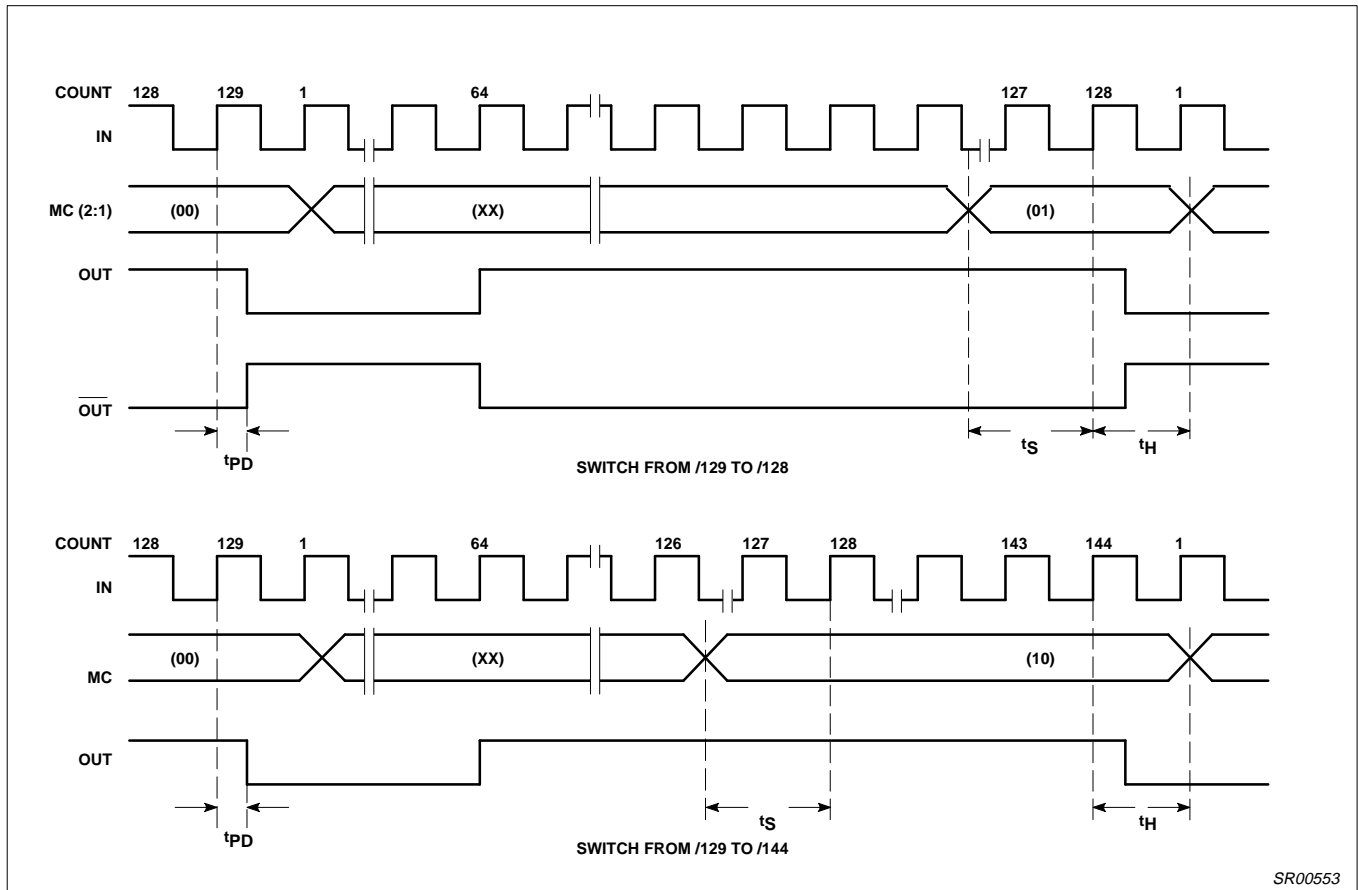 COUNT 128 129 1 64 127 128 1
IN
MC (2:1) (00) (XX) (01)
OUT
OUT
tPD tS tH
SWITCH FROM /129 TO /128
COUNT 128 129 1 64 126 127 128 143 144 1
IN
MC (00) (XX) (10)
OUT
tPD tS tH
SWITCH FROM /129 TO /144
SR00553